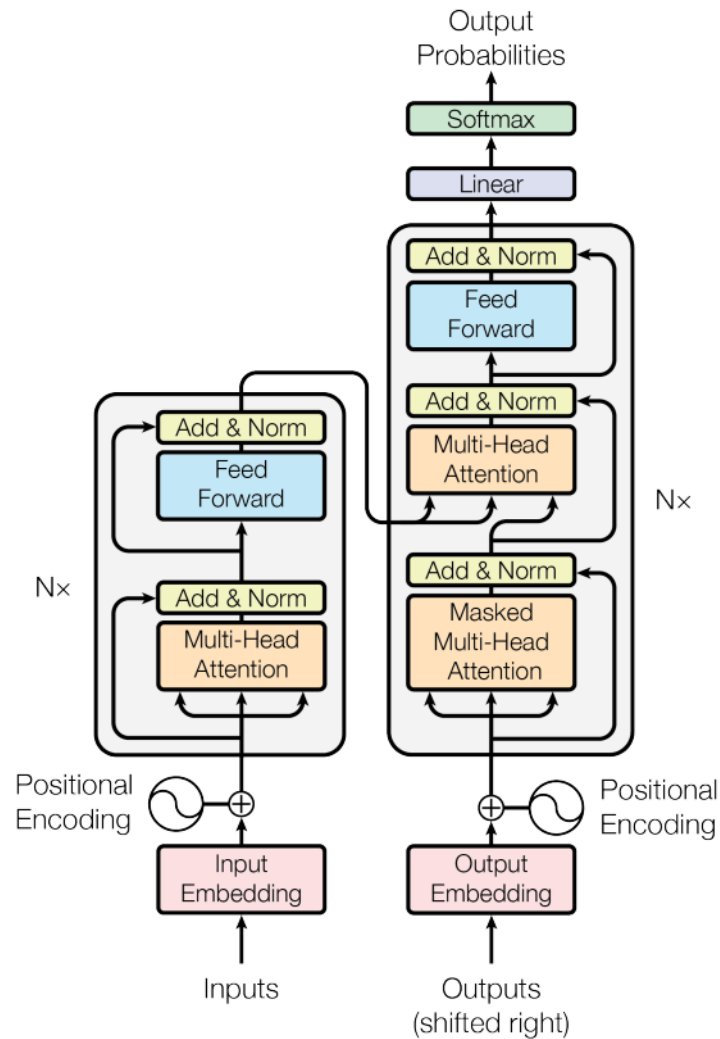 Output
Probabilities
Softmax
Linear
Add & Norm
Feed
Forward
Add & Norm
Multi-Head
Attention
Add & Norm
Masked
Multi-Head
Attention
N×
Add & Norm
Feed
Forward
Add & Norm
Multi-Head
Attention
N×
Positional
Encoding
Positional
Encoding
Input
Embedding
Output
Embedding
Inputs
Outputs
(shifted right)